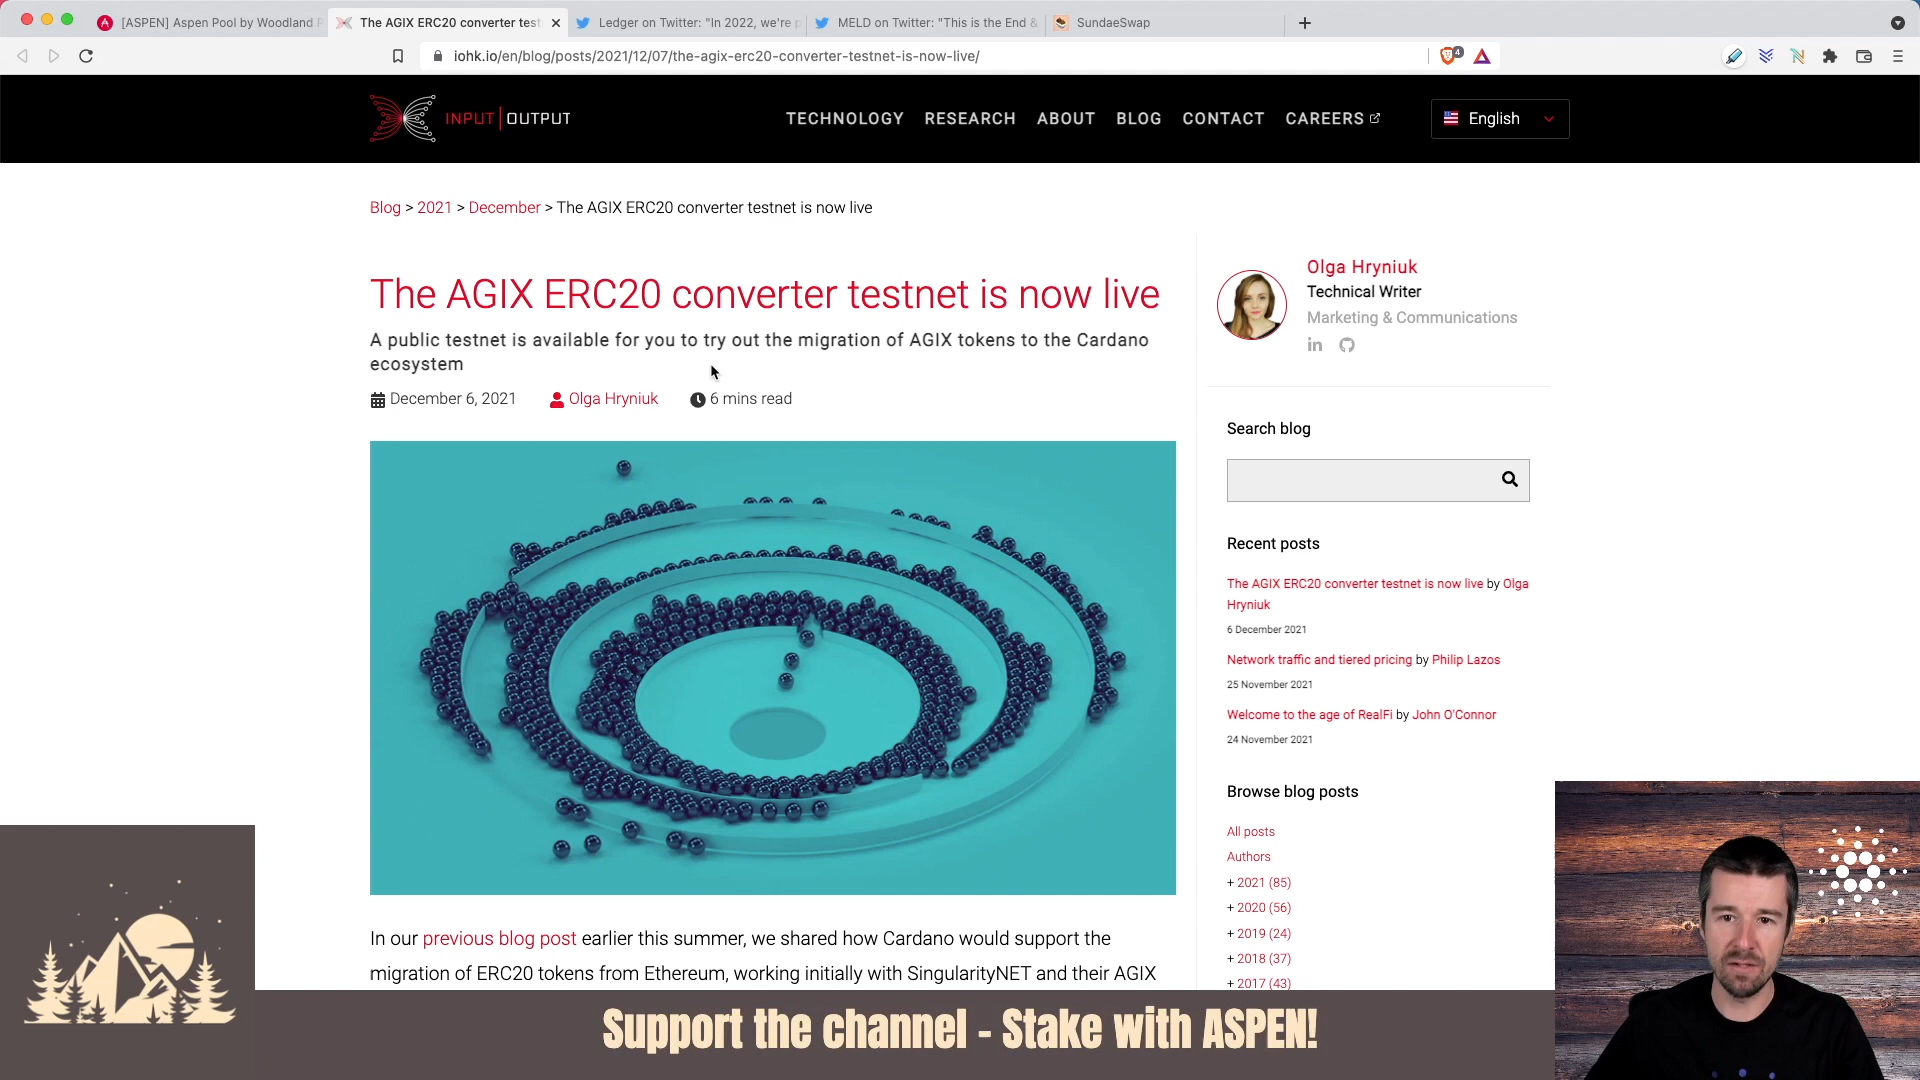 [ASPEN] Aspen Pool by Woodland P
The AGIX ERC20 converter test
Ledger on Twitter: "In 2022, we're p
MELD on Twitter: "This is the End &
SundaeSwap
iohk.io/en/blog/posts/2021/12/07/the-agix-erc20-converter-testnet-is-now-live/
4
INPUT OUTPUT
TECHNOLOGY RESEARCH ABOUT BLOG CONTACT CAREERS
English
Blog > 2021 > December > The AGIX ERC20 converter testnet is now live
The AGIX ERC20 converter testnet is now live
A public testnet is available for you to try out the migration of AGIX tokens to the Cardano
ecosystem
December 6, 2021 Olga Hryniuk 6 mins read
In our previous blog post earlier this summer, we shared how Cardano would support the
migration of ERC20 tokens from Ethereum, working initially with SingularityNET and their AGIX
Olga Hryniuk
Technical Writer
Marketing & Communications
Search blog
Recent posts
The AGIX ERC20 converter testnet is now live by Olga
Hryniuk
6 December 2021
Network traffic and tiered pricing by Philip Lazos
25 November 2021
Welcome to the age of RealFi by John O'Connor
24 November 2021
Browse blog posts
All posts
Authors
+ 2021 (85)
+ 2020 (56)
+ 2019 (24)
+ 2018 (37)
+ 2017 (43)
Support the channel - Stake with ASPEN!